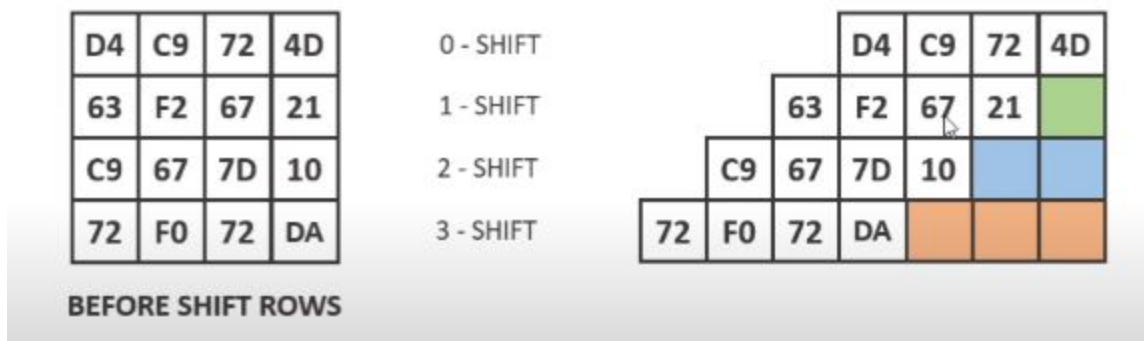 D4 C9 72 4D 0 - SHIFT D4 C9 72 4D
63 F2 67 21 1 - SHIFT 63 F2 67 21
C9 67 7D 10 2 - SHIFT C9 67 7D 10
72 F0 72 DA 3 - SHIFT 72 F0 72 DA
BEFORE SHIFT ROWS